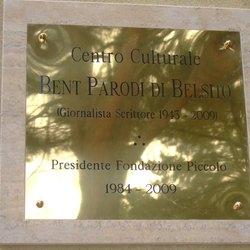 Centro Culturale
BENT PARODI DI BELSITO
(Giornalista Scrittore 1943 - 2009)
Presidente Fondazione Piccolo
1984 - 2009